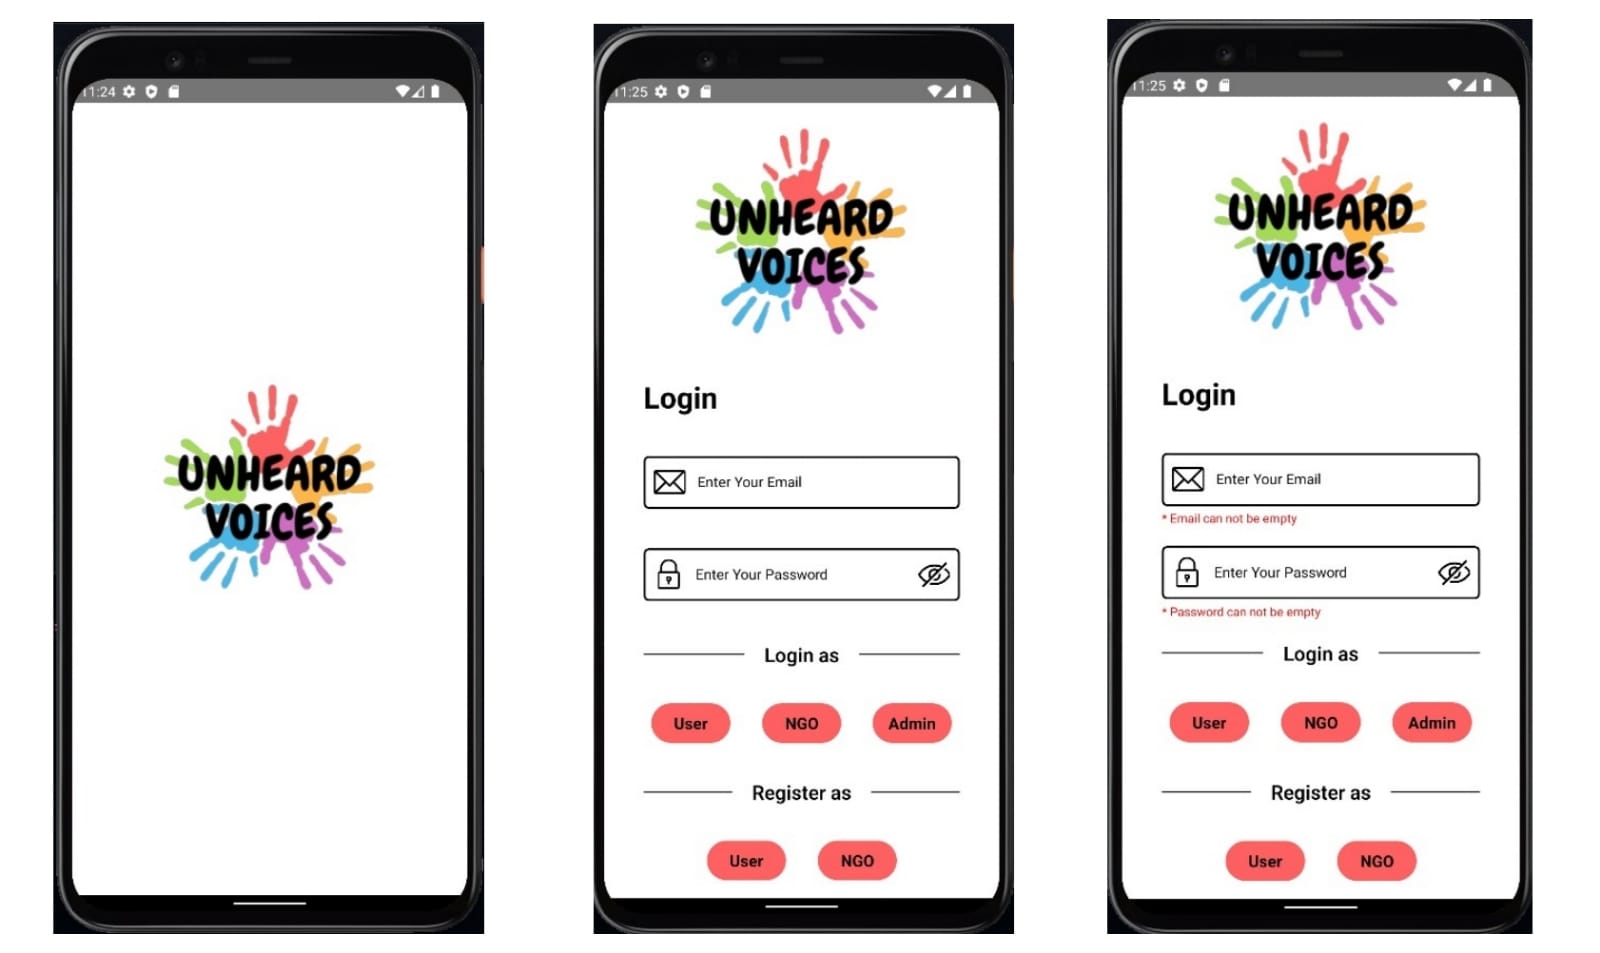 11:24
UNHEARD
VOICES
11:25
UNHEARD
VOICES
Login
Enter Your Email
Enter Your Password
Login as
User NGO Admin
Register as
User NGO
11:25
UNHEARD
VOICES
Login
Enter Your Email
* Email can not be empty
Enter Your Password
* Password can not be empty
Login as
User NGO Admin
Register as
User NGO